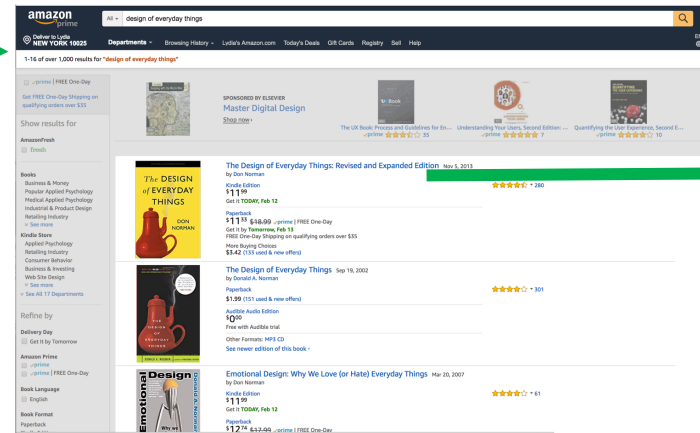 amazon
prime
All
design of everyday things
Deliver to Lydia
NEW YORK 10025
Departments
Browsing History
Lydia's Amazon.com
Today's Deals
Gift Cards
Registry
Sell
Help
1-16 of over 1,000 results for "design of everyday things"
prime | FREE One-Day
Get FREE One-Day Shipping on
qualifying orders over $35
Show results for
AmazonFresh
fresh
Books
Business & Money
Popular Applied Psychology
Medical Applied Psychology
Industrial & Product Design
Retailing Industry
See more
Kindle Store
Applied Psychology
Retailing Industry
Consumer Behavior
Business & Investing
Web Site Design
See more
See All 17 Departments
Refine by
Delivery Day
Get It by Tomorrow
Amazon Prime
prime
prime | FREE One-Day
Book Language
English
Book Format
Paperback
SPONSORED BY ELSEVIER
Master Digital Design
Shop now ›
The UX Book: Process and Guidelines for En...
prime 35
Understanding Your Users, Second Edition:...
prime 7
Quantifying the User Experience, Second E...
prime 10
The DESIGN
of EVERYDAY
THINGS
DON
NORMAN
The Design of Everyday Things: Revised and Expanded Edition Nov 5, 2013
by Don Norman
Kindle Edition
$11 99
Get it TODAY, Feb 12
280
Paperback
$11 33 $18.99 prime | FREE One-Day
Get it by Tomorrow, Feb 13
FREE One-Day Shipping on qualifying orders over $35
More Buying Choices
$3.42 (133 used & new offers)
THE
DESIGN
OF
EVERYDAY
THINGS
The Design of Everyday Things Sep 19, 2002
by Donald A. Norman
Paperback
$1.99 (151 used & new offers)
301
Audible Audio Edition
$0 00
Free with Audible trial
Other Formats: MP3 CD
See newer edition of this book ›
Emotional Design
Donald A. Norman
Why we
Emotional Design: Why We Love (or Hate) Everyday Things Mar 20, 2007
by Don Norman
Kindle Edition
$11 99
Get it TODAY, Feb 12
61
Paperback
$12 74 $17.99 prime | FREE One-Day